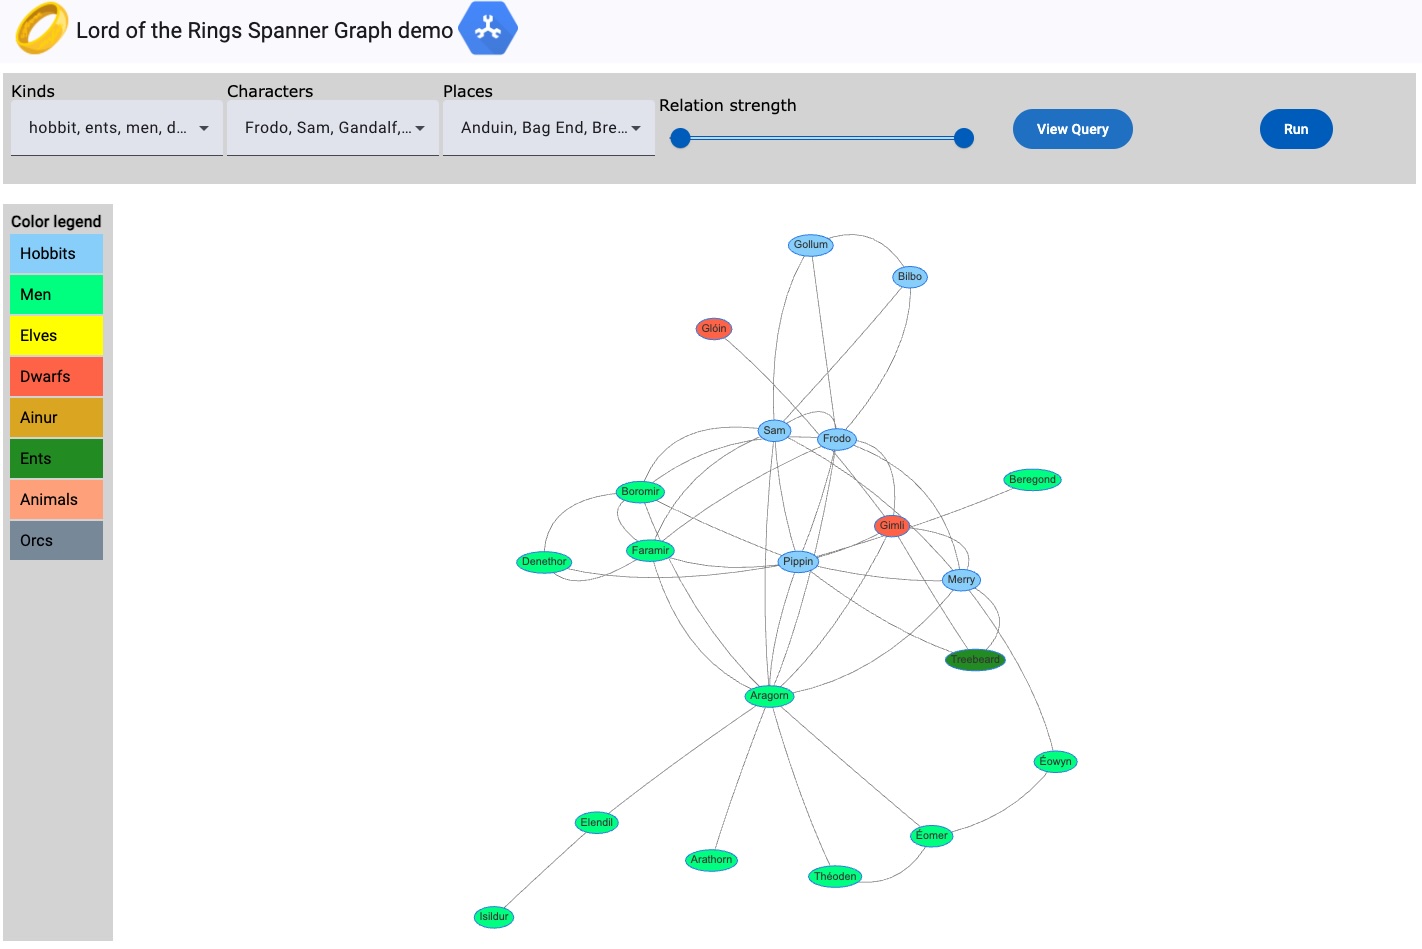 Lord of the Rings Spanner Graph demo
Kinds
Characters
Places
Relation strength
hobbit, ents, men, d...
Frodo, Sam, Gandalf,...
Anduin, Bag End, Bre...
View Query
Run
Color legend
Hobbits
Men
Elves
Dwarfs
Ainur
Ents
Animals
Orcs
Gollum
Bilbo
Glóin
Sam
Frodo
Beregond
Boromir
Gimli
Faramir
Denethor
Pippin
Merry
Treebeard
Aragorn
Éowyn
Elendil
Éomer
Arathorn
Théoden
Isildur